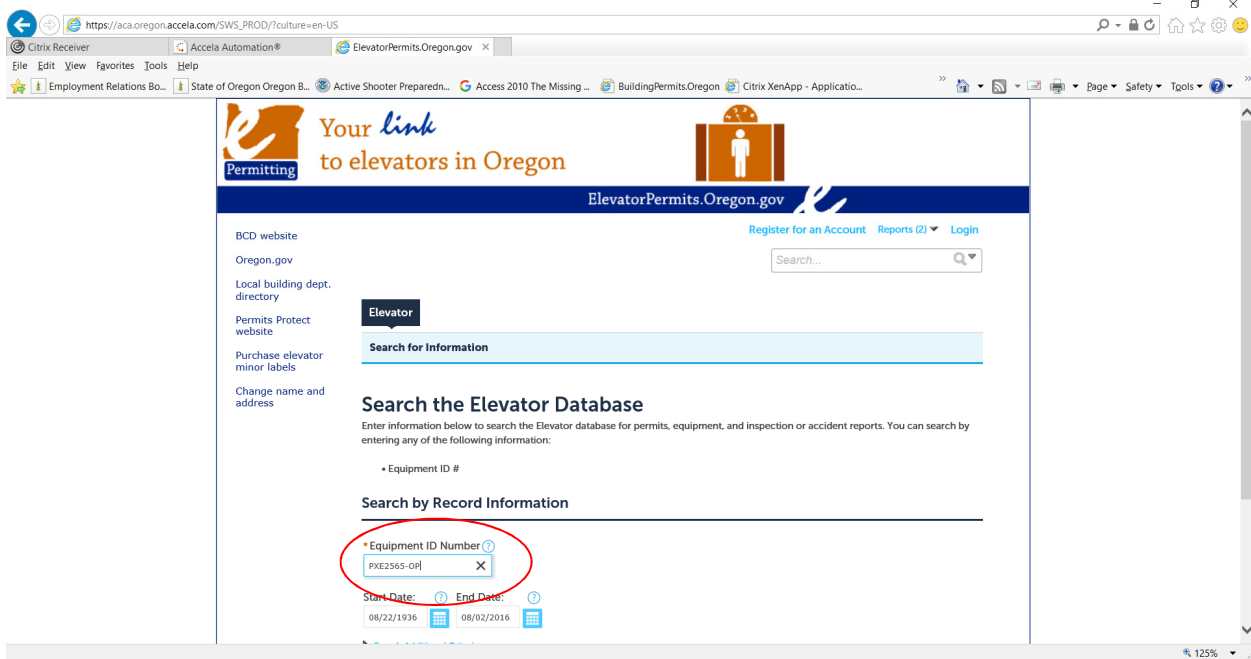 https://aca.oregon.accela.com/SWS_PROD/?culture=en-US
Citrix Receiver
Accela Automation®
ElevatorPermits.Oregon.gov
File Edit View Favorites Tools Help
Employment Relations Bo...
State of Oregon Oregon B...
Active Shooter Preparedn...
Access 2010 The Missing ...
BuildingPermits.Oregon
Citrix XenApp - Applicatio...
Page Safety Tools
Permitting
Your link
to elevators in Oregon
ElevatorPermits.Oregon.gov
Register for an Account Reports (2) Login
Search...
BCD website
Oregon.gov
Local building dept.
directory
Permits Protect
website
Purchase elevator
minor labels
Change name and
address
Elevator
Search for Information
Search the Elevator Database
Enter information below to search the Elevator database for permits, equipment, and inspection or accident reports. You can search by
entering any of the following information:
• Equipment ID #
Search by Record Information
*Equipment ID Number ?
PXE2565-OP
Start Date: ? End Date: ?
08/22/1936 08/02/2016
125%